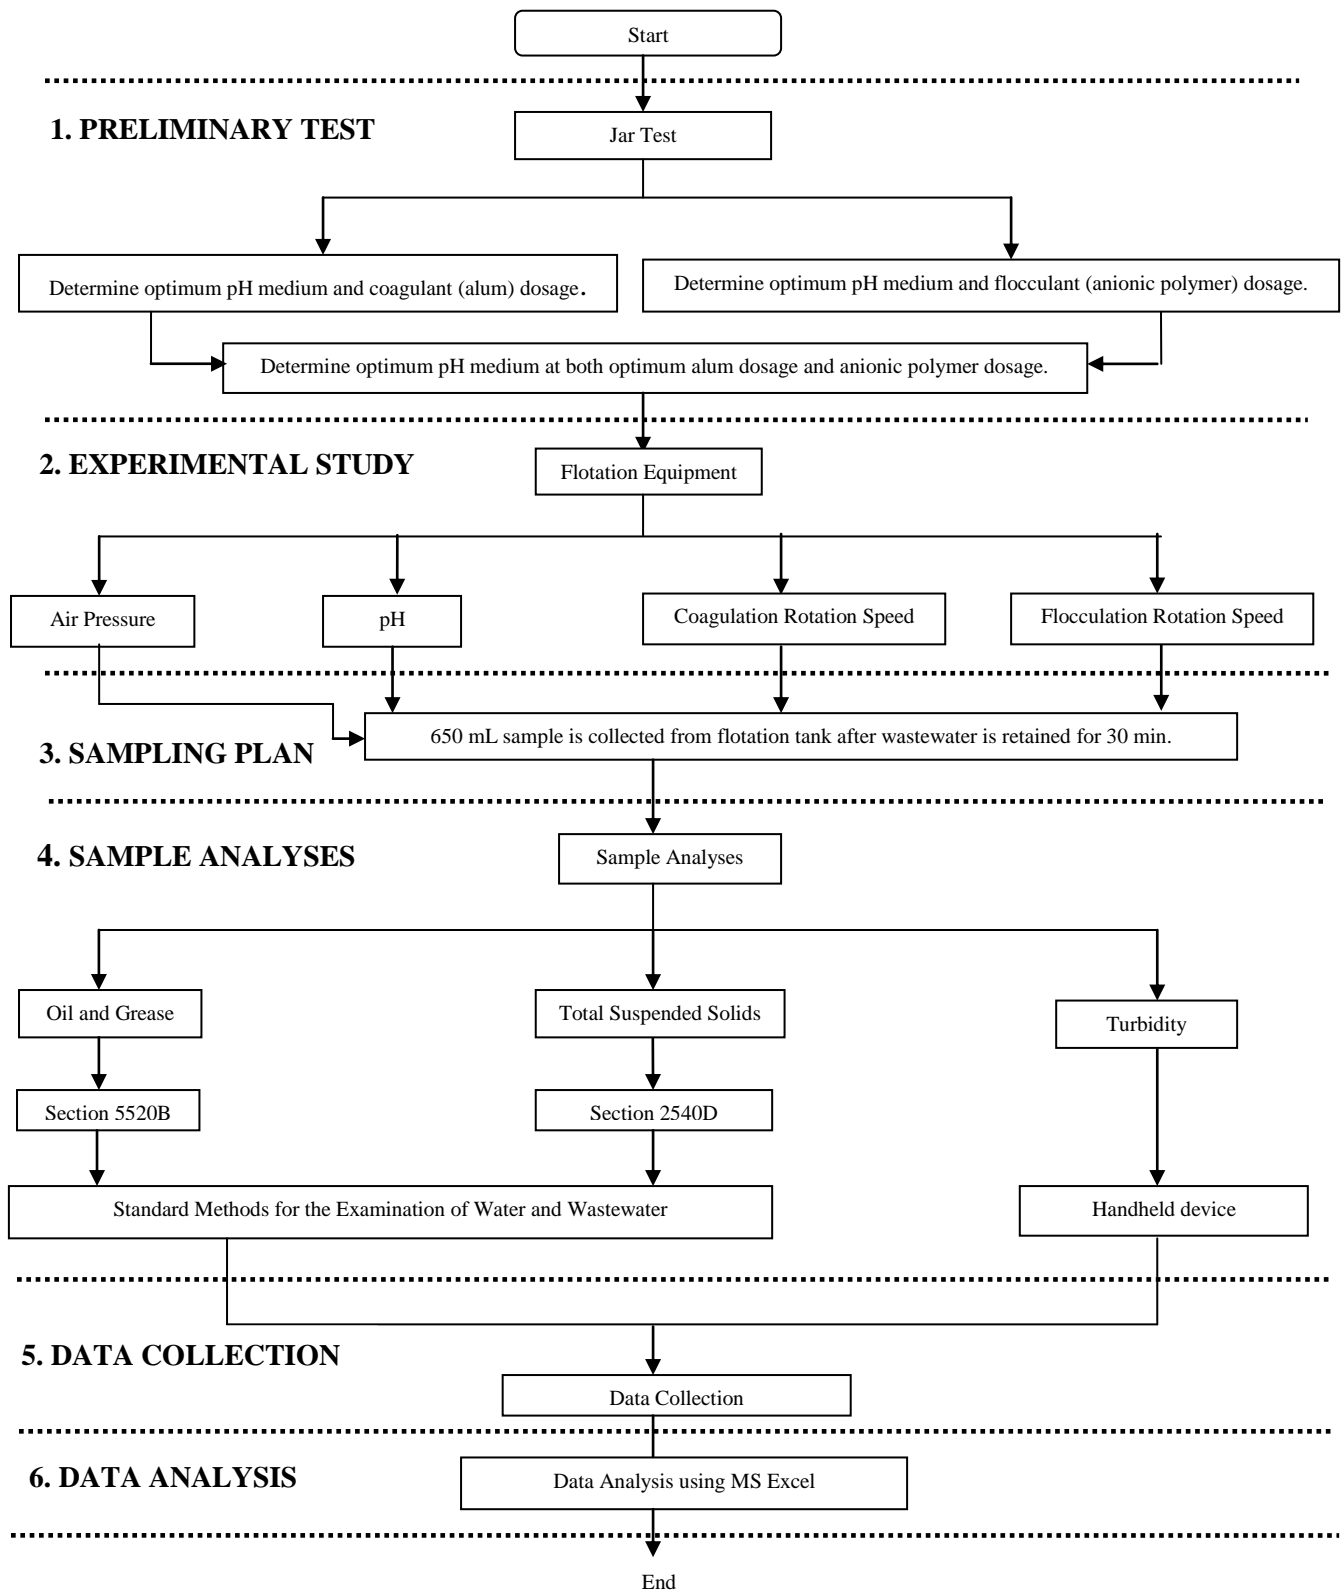 Start
1. PRELIMINARY TEST
Jar Test
Determine optimum pH medium and coagulant (alum) dosage.
Determine optimum pH medium and flocculant (anionic polymer) dosage.
Determine optimum pH medium at both optimum alum dosage and anionic polymer dosage.
2. EXPERIMENTAL STUDY
Flotation Equipment
Air Pressure
pH
Coagulation Rotation Speed
Flocculation Rotation Speed
650 mL sample is collected from flotation tank after wastewater is retained for 30 min.
3. SAMPLING PLAN
4. SAMPLE ANALYSES
Sample Analyses
Oil and Grease
Total Suspended Solids
Turbidity
Section 5520B
Section 2540D
Standard Methods for the Examination of Water and Wastewater
Handheld device
5. DATA COLLECTION
Data Collection
6. DATA ANALYSIS
Data Analysis using MS Excel
End